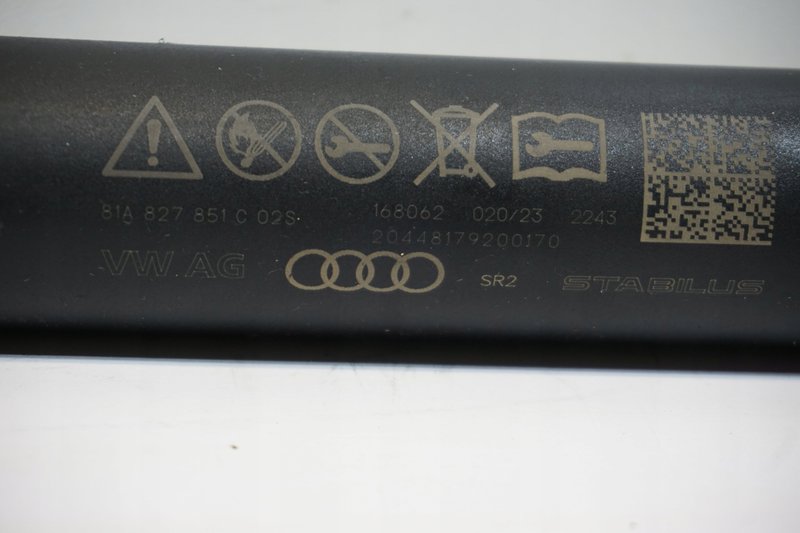 81A 827 851 C 02S 168062 020/23 2243
20448179200170
VW AG SR2 STABILUS